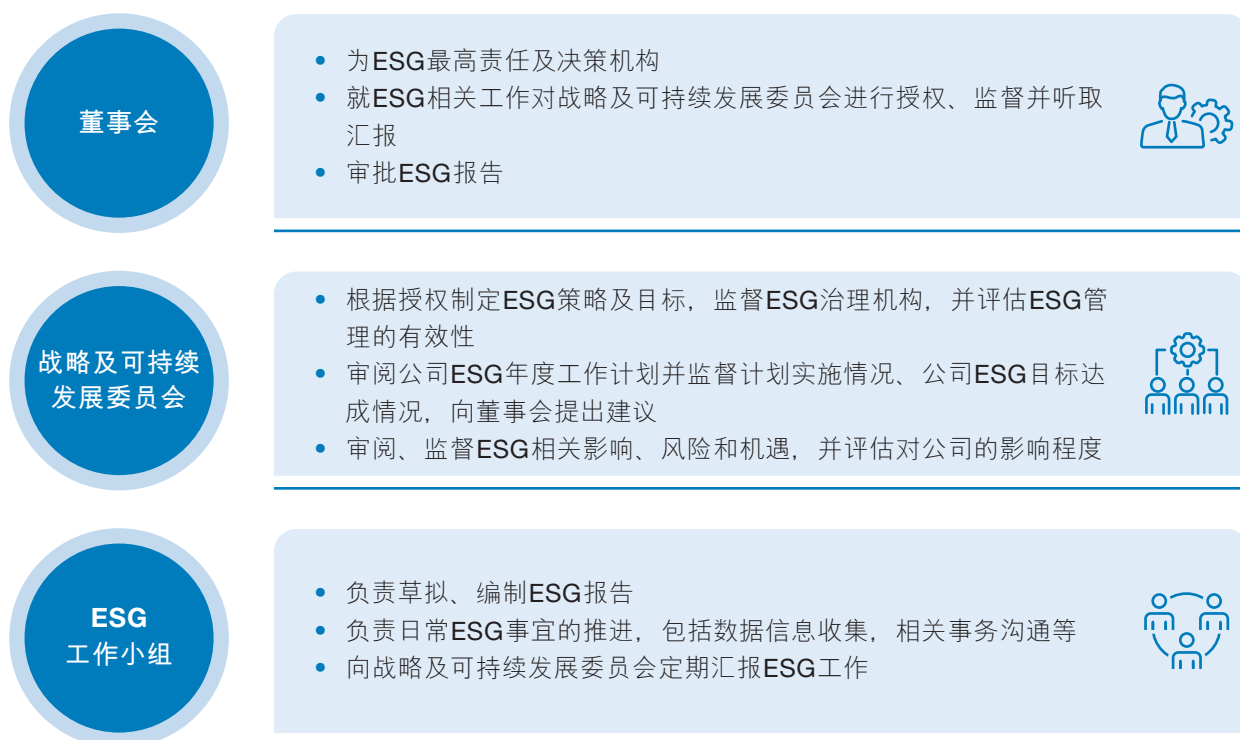 董事会
• 为ESG最高责任及决策机构
• 就ESG相关工作对战略及可持续发展委员会进行授权、监督并听取
汇报
• 审批ESG报告
战略及可持续
发展委员会
• 根据授权制定ESG策略及目标，监督ESG治理机构，并评估ESG管
理的有效性
• 审阅公司ESG年度工作计划并监督计划实施情况、公司ESG目标达
成情况，向董事会提出建议
• 审阅、监督ESG相关影响、风险和机遇，并评估对公司的影响程度
ESG
工作小组
• 负责草拟、编制ESG报告
• 负责日常ESG事宜的推进，包括数据信息收集，相关事务沟通等
• 向战略及可持续发展委员会定期汇报ESG工作